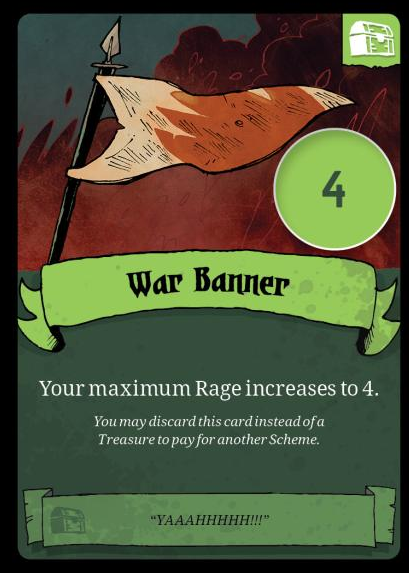 4
War Banner
Your maximum Rage increases to 4.
You may discard this card instead of a
Treasure to pay for another Scheme.
“YAAAHHHHH!!!”